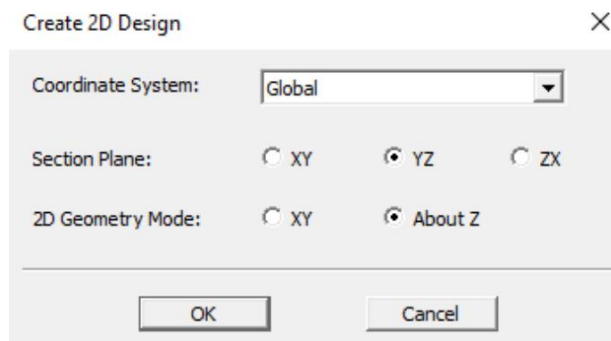 Create 2D Design
Coordinate System: Global
Section Plane: XY YZ ZX
2D Geometry Mode: XY About Z
OK Cancel